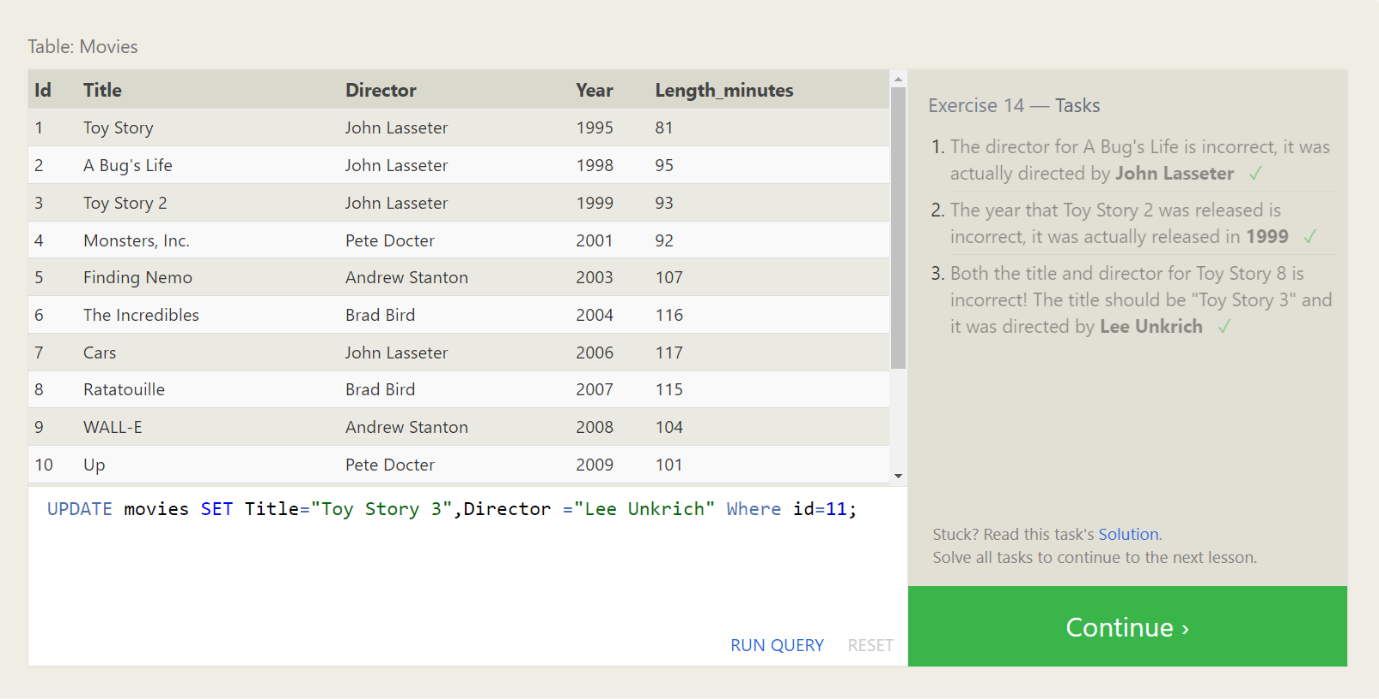 Table: Movies
Id Title Director Year Length_minutes
1 Toy Story John Lasseter 1995 81
2 A Bug's Life John Lasseter 1998 95
3 Toy Story 2 John Lasseter 1999 93
4 Monsters, Inc. Pete Docter 2001 92
5 Finding Nemo Andrew Stanton 2003 107
6 The Incredibles Brad Bird 2004 116
7 Cars John Lasseter 2006 117
8 Ratatouille Brad Bird 2007 115
9 WALL-E Andrew Stanton 2008 104
10 Up Pete Docter 2009 101
UPDATE movies SET Title="Toy Story 3",Director ="Lee Unkrich" Where id=11;
RUN QUERY RESET
Exercise 14 — Tasks
1. The director for A Bug's Life is incorrect, it was
actually directed by John Lasseter ✓
2. The year that Toy Story 2 was released is
incorrect, it was actually released in 1999 ✓
3. Both the title and director for Toy Story 8 is
incorrect! The title should be "Toy Story 3" and
it was directed by Lee Unkrich ✓
Stuck? Read this task's Solution.
Solve all tasks to continue to the next lesson.
Continue ›